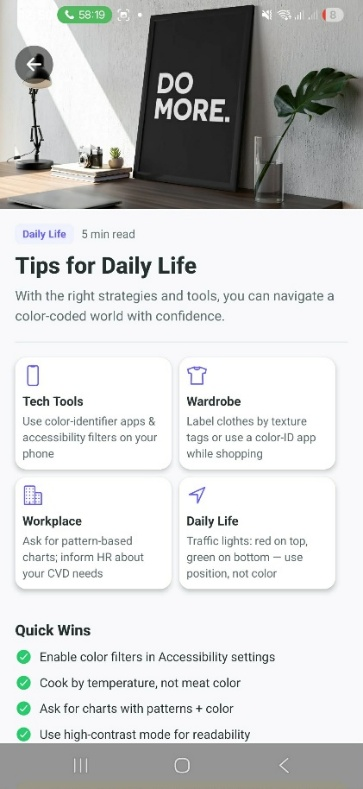 58:19
8
DO
MORE.
Daily Life
5 min read
Tips for Daily Life
With the right strategies and tools, you can navigate a
color-coded world with confidence.
Tech Tools
Use color-identifier apps &
accessibility filters on your
phone
Wardrobe
Label clothes by texture
tags or use a color-ID app
while shopping
Workplace
Ask for pattern-based
charts; inform HR about
your CVD needs
Daily Life
Traffic lights: red on top,
green on bottom — use
position, not color
Quick Wins
Enable color filters in Accessibility settings
Cook by temperature, not meat color
Ask for charts with patterns + color
Use high-contrast mode for readability